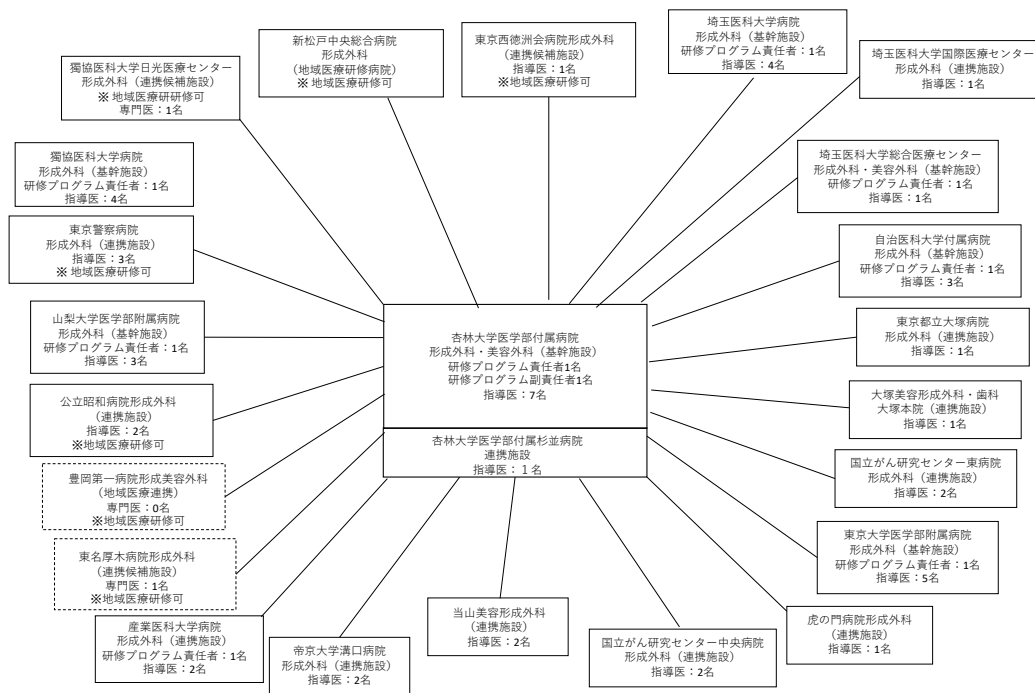 獨協医科大学日光医療センター
形成外科（連携候補施設）
※ 地域医療研研修可
専門医：1名
新松戸中央総合病院
形成外科
(地域医療研修病院)
※ 地域医療研研修可
東京西徳洲会病院形成外科
（連携候補施設）
指導医：1名
※地域医療研修可
埼玉医科大学病院
形成外科（基幹施設）
研修プログラム責任者：1名
指導医：4名
埼玉医科大学国際医療センター
形成外科（連携施設）
指導医：1名
獨協医科大学病院
形成外科（基幹施設）
研修プログラム責任者：1名
指導医：4名
埼玉医科大学総合医療センター
形成外科・美容外科（基幹施設）
研修プログラム責任者：1名
指導医：1名
東京警察病院
形成外科（連携施設）
指導医：3名
※ 地域医療研修可
自治医科大学付属病院
形成外科（基幹施設）
研修プログラム責任者：1名
指導医：3名
山梨大学医学部附属病院
形成外科（基幹施設）
研修プログラム責任者：1名
指導医：3名
杏林大学医学部付属病院
形成外科・美容外科（基幹施設）
研修プログラム責任者1名
研修プログラム副責任者1名
指導医：7名
東京都立大塚病院
形成外科（連携施設）
指導医：1名
公立昭和病院形成外科
（連携施設）
指導医：2名
※地域医療研修可
大塚美容形成外科・歯科
大塚本院（連携施設）
指導医：1名
杏林大学医学部付属杉並病院
連携施設
指導医：１名
豊岡第一病院形成美容外科
（地域医療連携）
専門医：0名
※地域医療研修可
国立がん研究センター東病院
形成外科（連携施設）
指導医：2名
東名厚木病院形成外科
（連携候補施設）
専門医：1名
※地域医療研修可
東京大学医学部附属病院
形成外科（基幹施設）
研修プログラム責任者：1名
指導医：5名
産業医科大学病院
形成外科（連携施設）
研修プログラム責任者：1名
指導医：2名
帝京大学溝口病院
形成外科（連携施設）
指導医：2名
当山美容形成外科
（連携施設）
指導医：2名
国立がん研究センター中央病院
形成外科（連携施設）
指導医：2名
虎の門病院形成外科
（連携施設）
指導医：1名